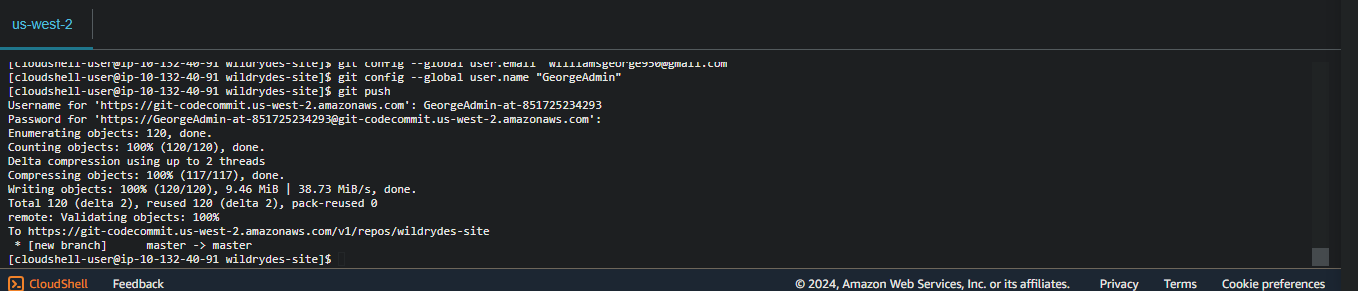 us-west-2
[cloudshell-user@ip-10-132-40-91 wildrydes-site]$ git config --global user.email "williamsgeorge950@gmail.com
[cloudshell-user@ip-10-132-40-91 wildrydes-site]$ git config --global user.name "GeorgeAdmin"
[cloudshell-user@ip-10-132-40-91 wildrydes-site]$ git push
Username for 'https://git-codecommit.us-west-2.amazonaws.com': GeorgeAdmin-at-851725234293
Password for 'https://GeorgeAdmin-at-851725234293@git-codecommit.us-west-2.amazonaws.com':
Enumerating objects: 120, done.
Counting objects: 100% (120/120), done.
Delta compression using up to 2 threads
Compressing objects: 100% (117/117), done.
Writing objects: 100% (120/120), 9.46 MiB | 38.73 MiB/s, done.
Total 120 (delta 2), reused 120 (delta 2), pack-reused 0
remote: Validating objects: 100%
To https://git-codecommit.us-west-2.amazonaws.com/v1/repos/wildrydes-site
 * [new branch]      master -> master
[cloudshell-user@ip-10-132-40-91 wildrydes-site]$
CloudShell Feedback © 2024, Amazon Web Services, Inc. or its affiliates. Privacy Terms Cookie preferences